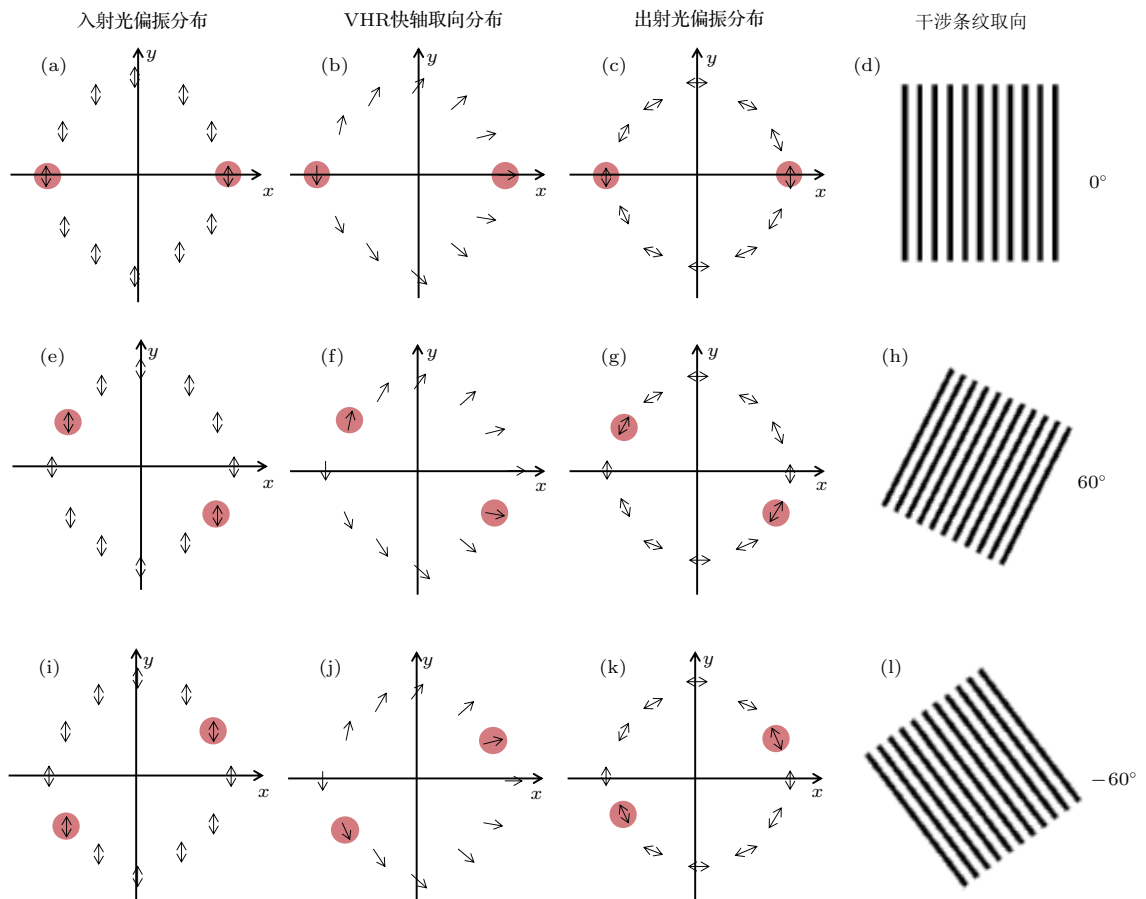 入射光偏振分布 VHR快轴取向分布 出射光偏振分布 干涉条纹取向
(a) y x (b) y x (c) y x (d) 0°
(e) y x (f) y x (g) y x (h) 60°
(i) y x (j) y x (k) y x (l) −60°